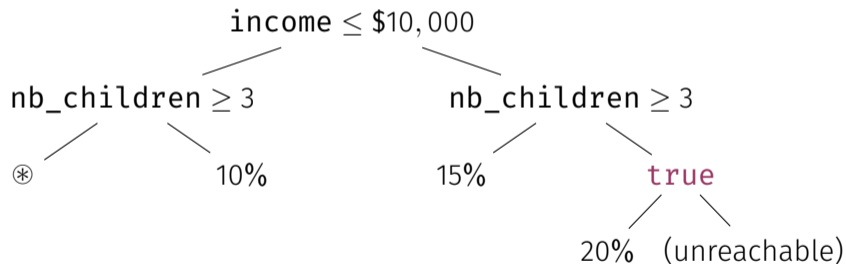 income ≤ $10,000
nb_children ≥ 3 nb_children ≥ 3
⊛ 10% 15% true
20% (unreachable)